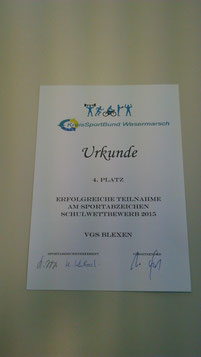 KreisSportBund Wesermarsch
Urkunde
4. PLATZ
ERFOLGREICHE TEILNAHME
AM SPORTABZEICHEN
SCHULWETTBEWERB 2013
VGS BLEXEN